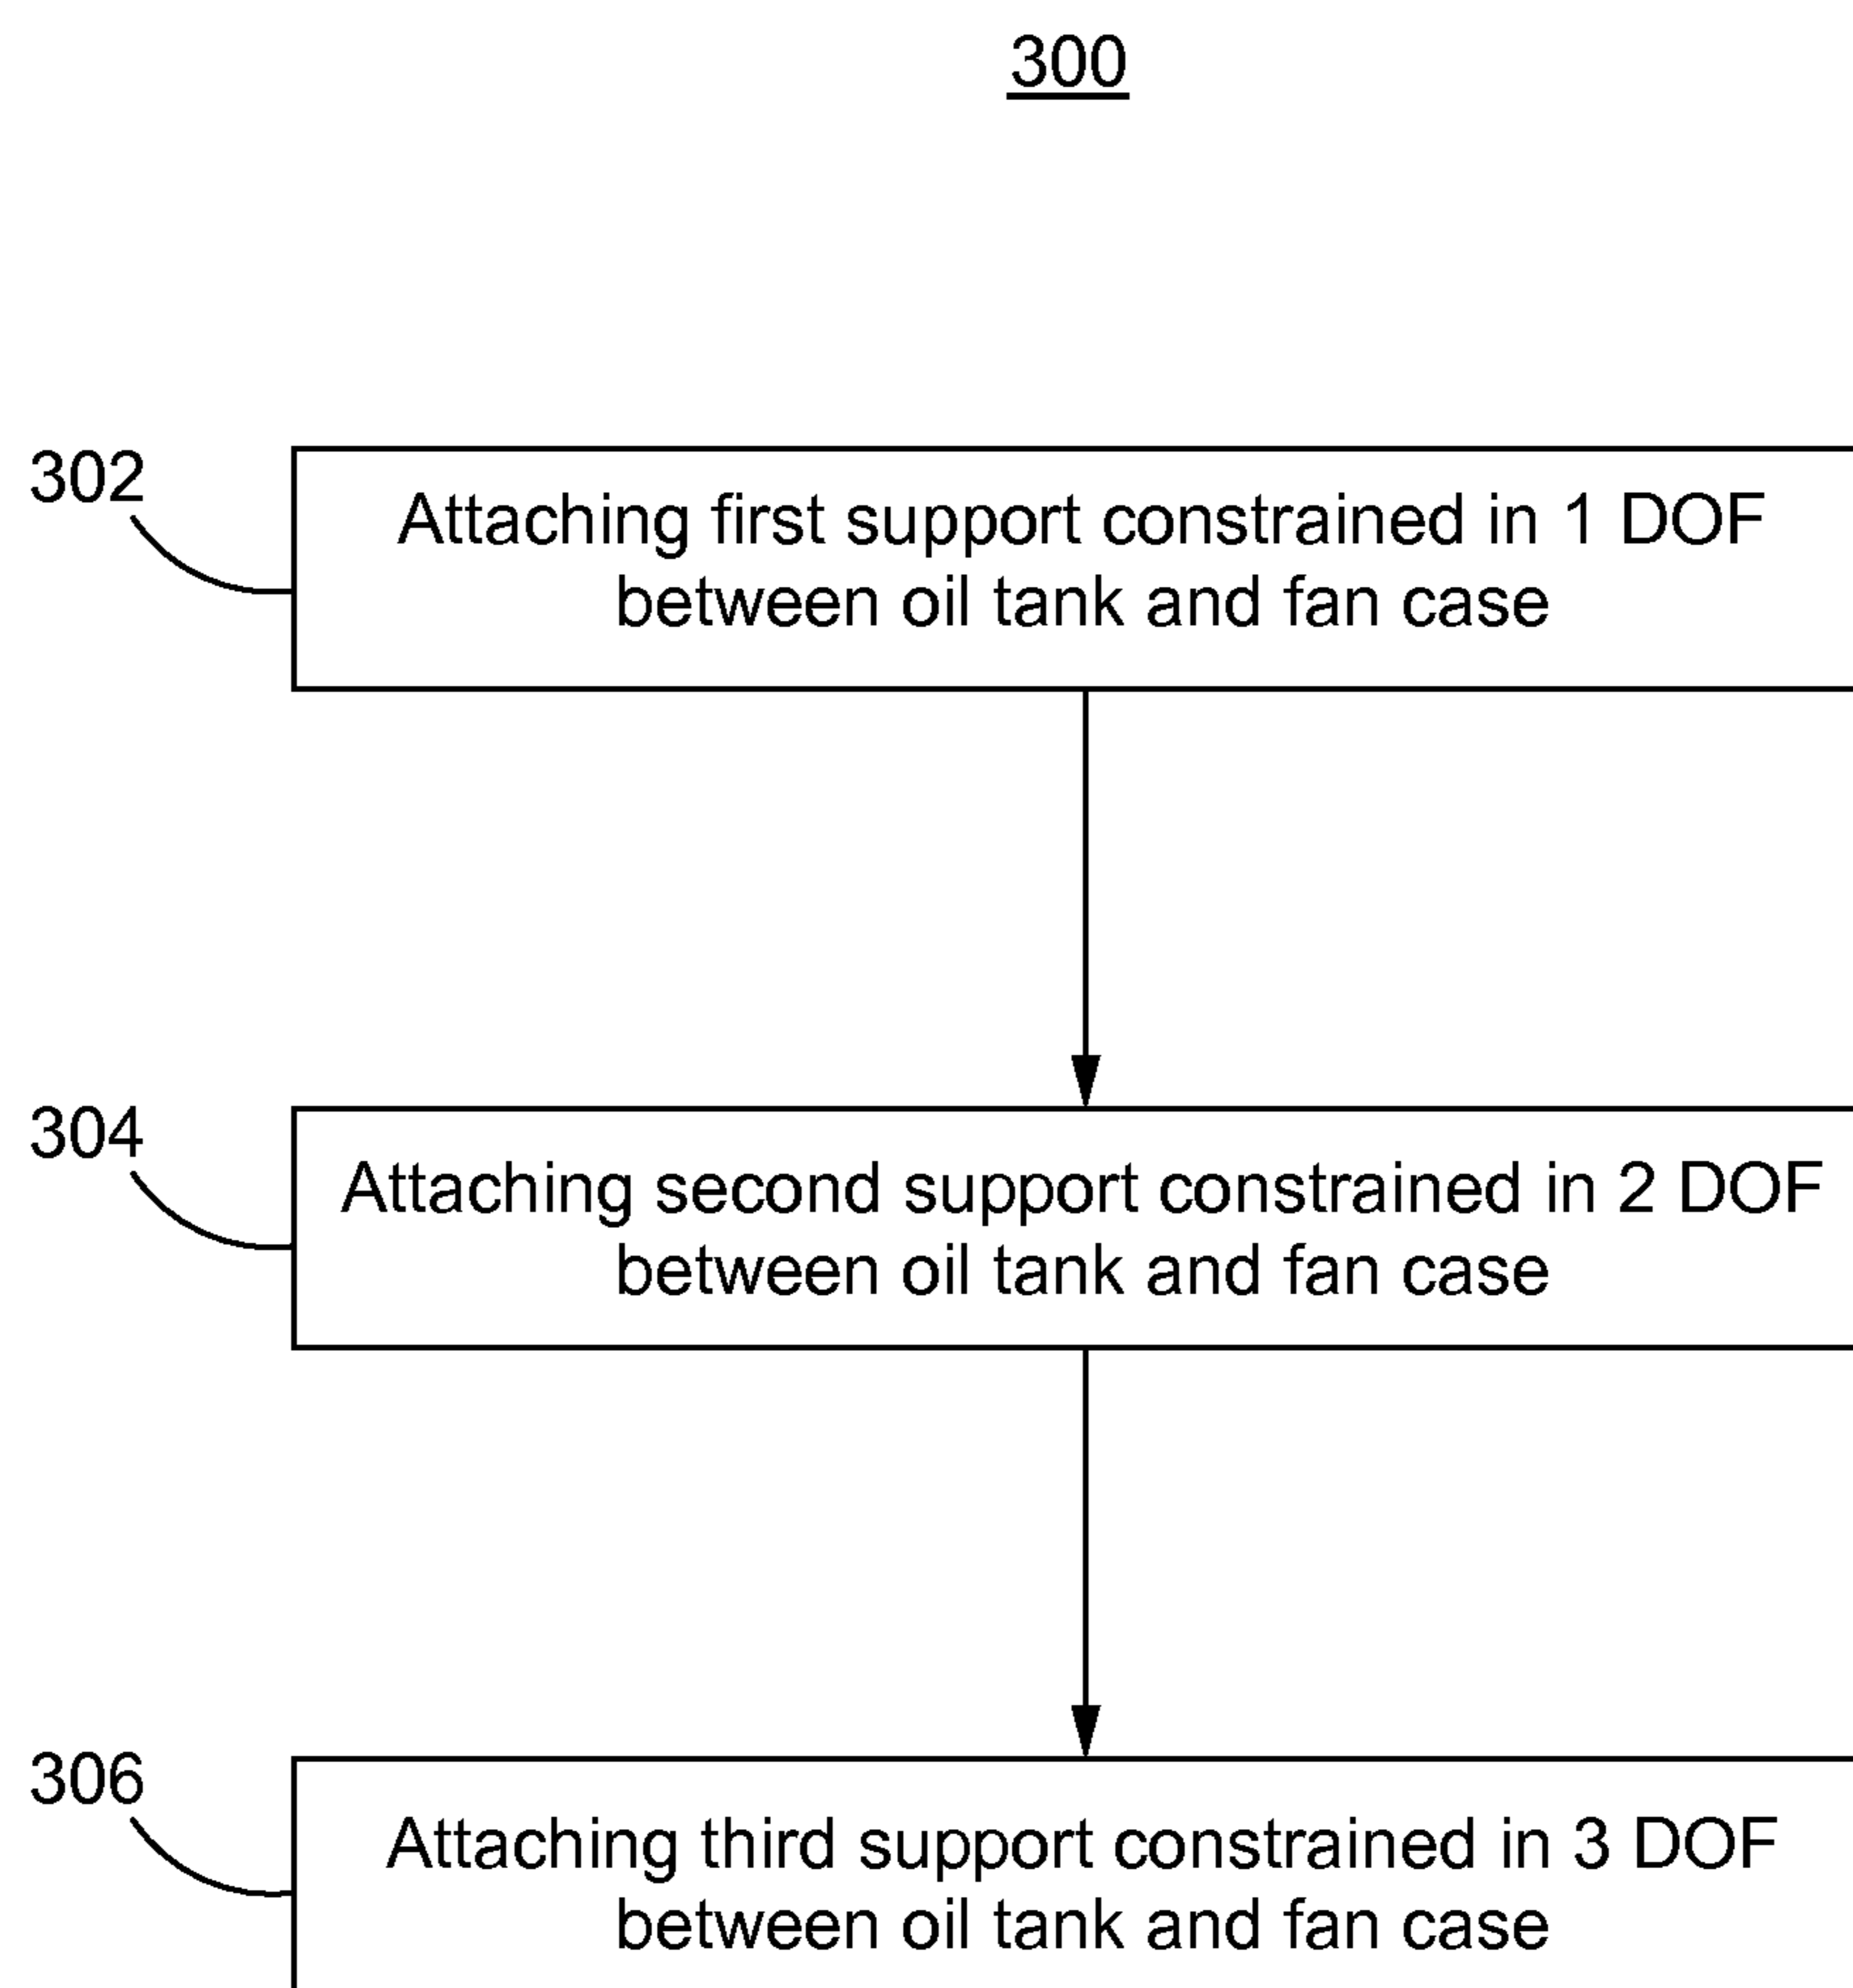 300
302
Attaching first support constrained in 1 DOF
between oil tank and fan case
304
Attaching second support constrained in 2 DOF
between oil tank and fan case
306
Attaching third support constrained in 3 DOF
between oil tank and fan case